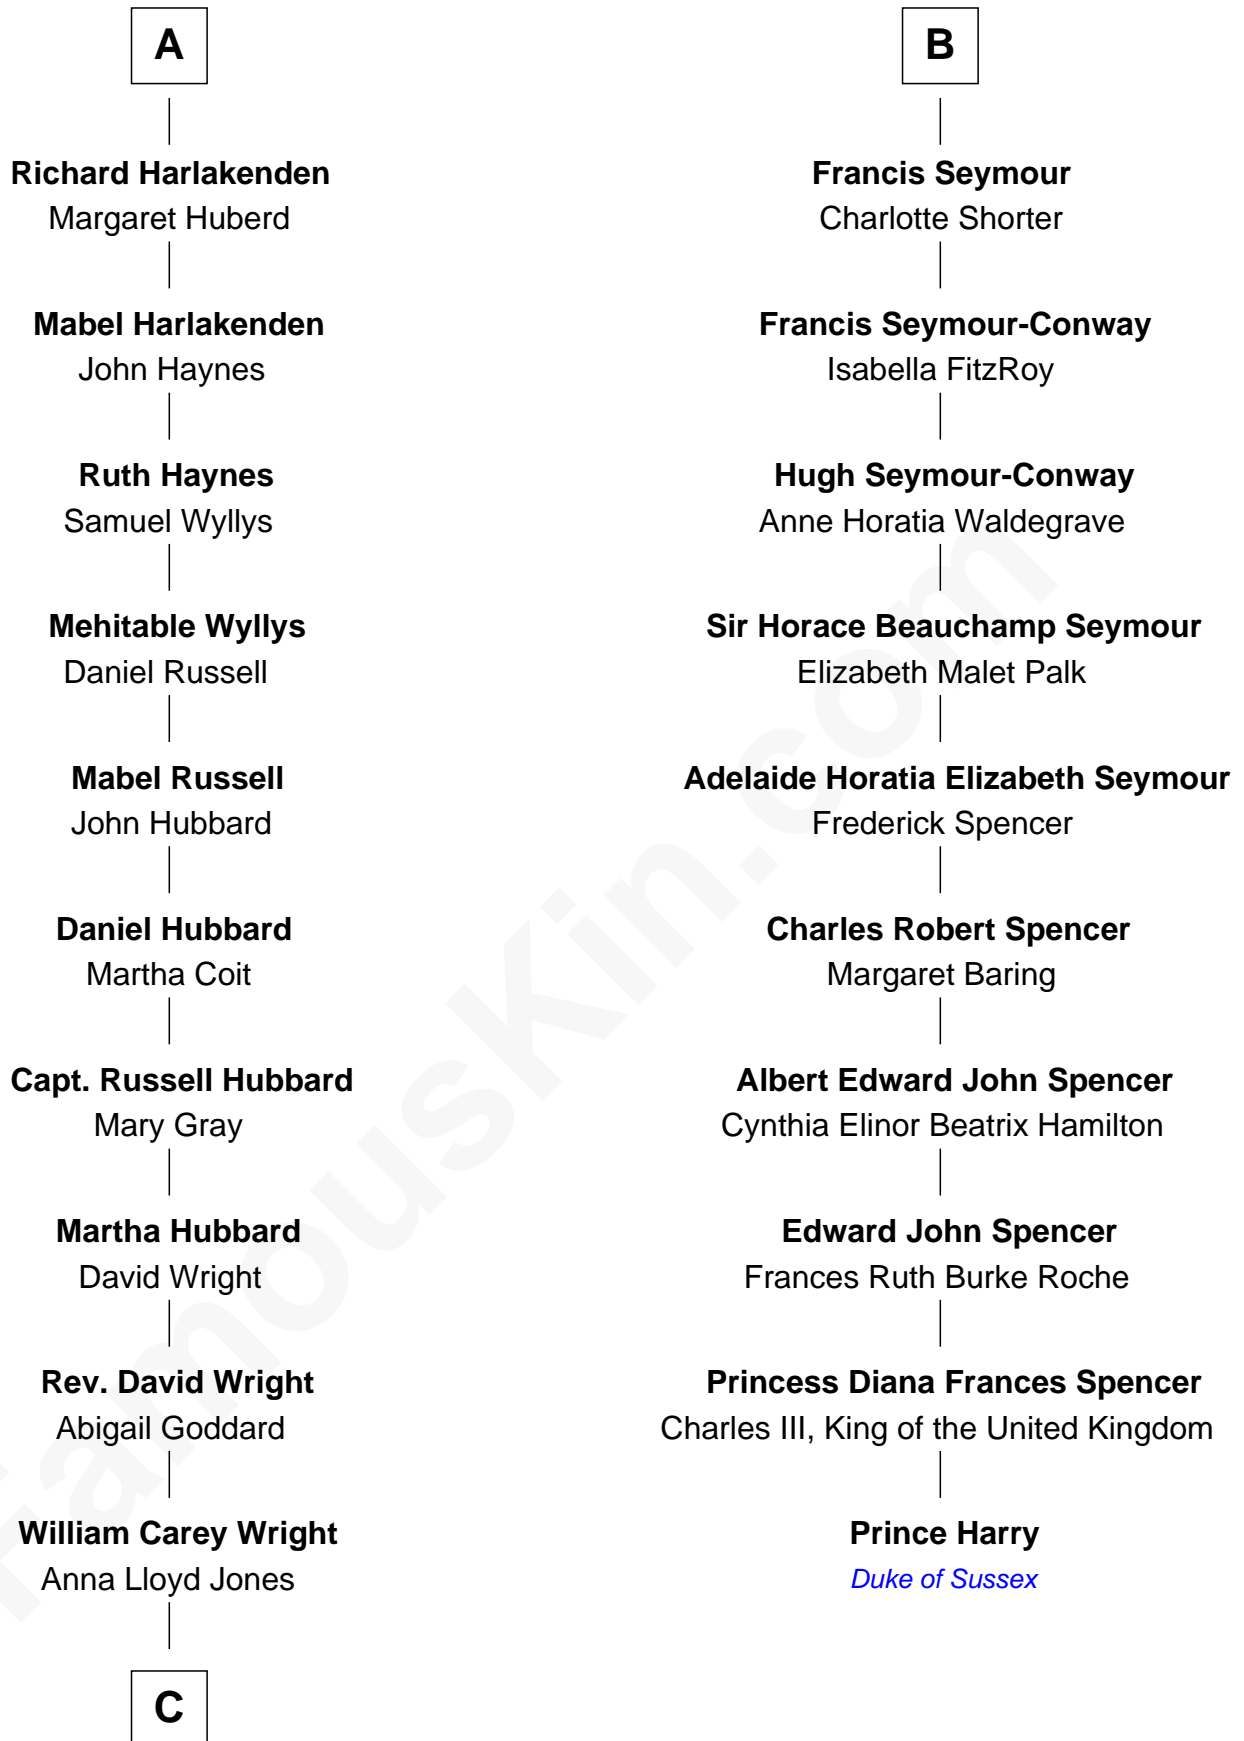 A
Richard Harlakenden
Margaret Huberd
Mabel Harlakenden
John Haynes
Ruth Haynes
Samuel Wyllys
Mehitable Wyllys
Daniel Russell
Mabel Russell
John Hubbard
Daniel Hubbard
Martha Coit
Capt. Russell Hubbard
Mary Gray
Martha Hubbard
David Wright
Rev. David Wright
Abigail Goddard
William Carey Wright
Anna Lloyd Jones
C
B
Francis Seymour
Charlotte Shorter
Francis Seymour-Conway
Isabella FitzRoy
Hugh Seymour-Conway
Anne Horatia Waldegrave
Sir Horace Beauchamp Seymour
Elizabeth Malet Palk
Adelaide Horatia Elizabeth Seymour
Frederick Spencer
Charles Robert Spencer
Margaret Baring
Albert Edward John Spencer
Cynthia Elinor Beatrix Hamilton
Edward John Spencer
Frances Ruth Burke Roche
Princess Diana Frances Spencer
Charles III, King of the United Kingdom
Prince Harry
Duke of Sussex
FamousKin.com